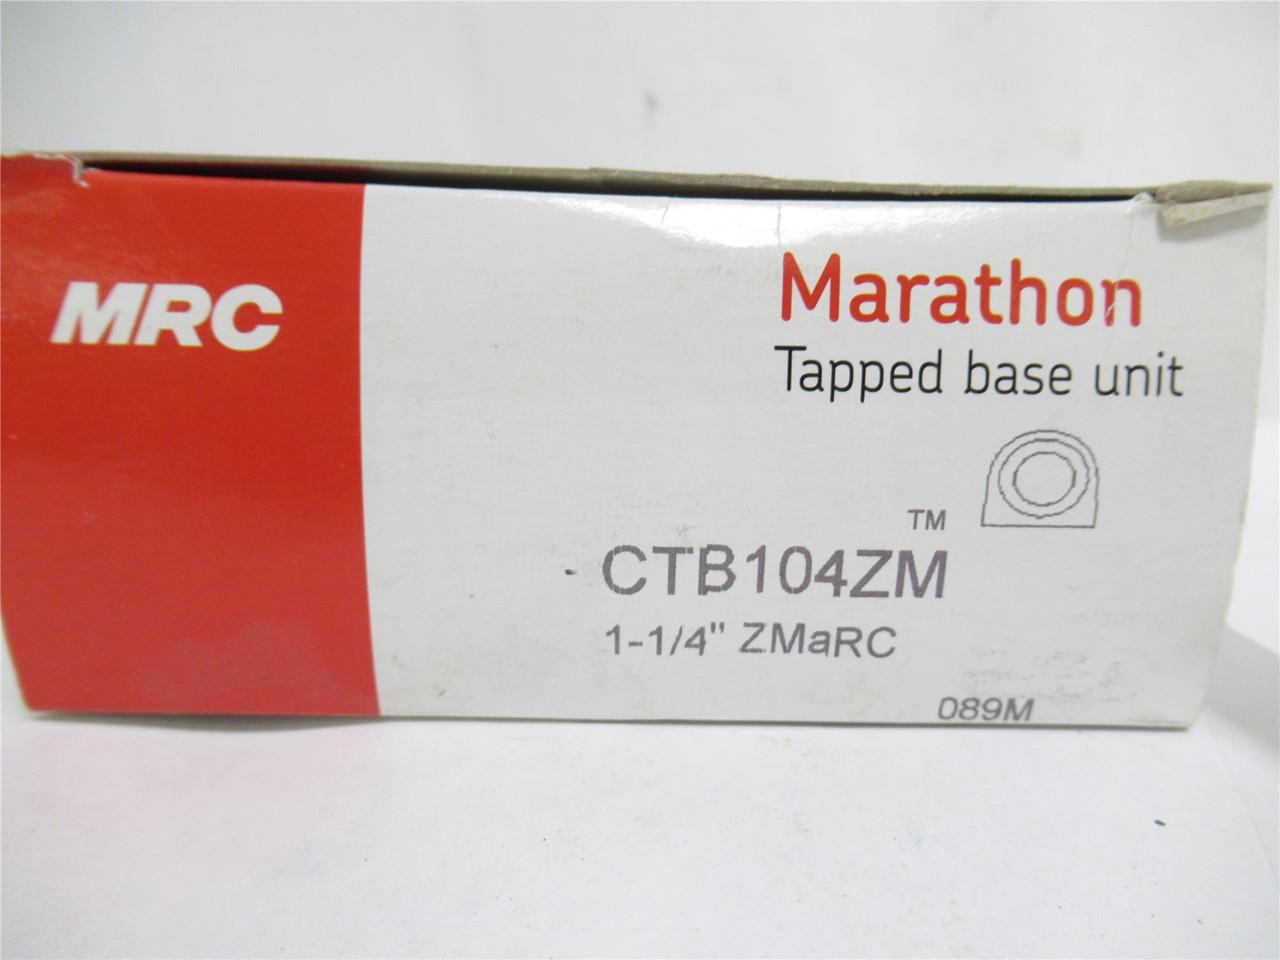 MRC
Marathon
Tapped base unit
TM
CTB104ZM
1-1/4" ZMaRC
089M